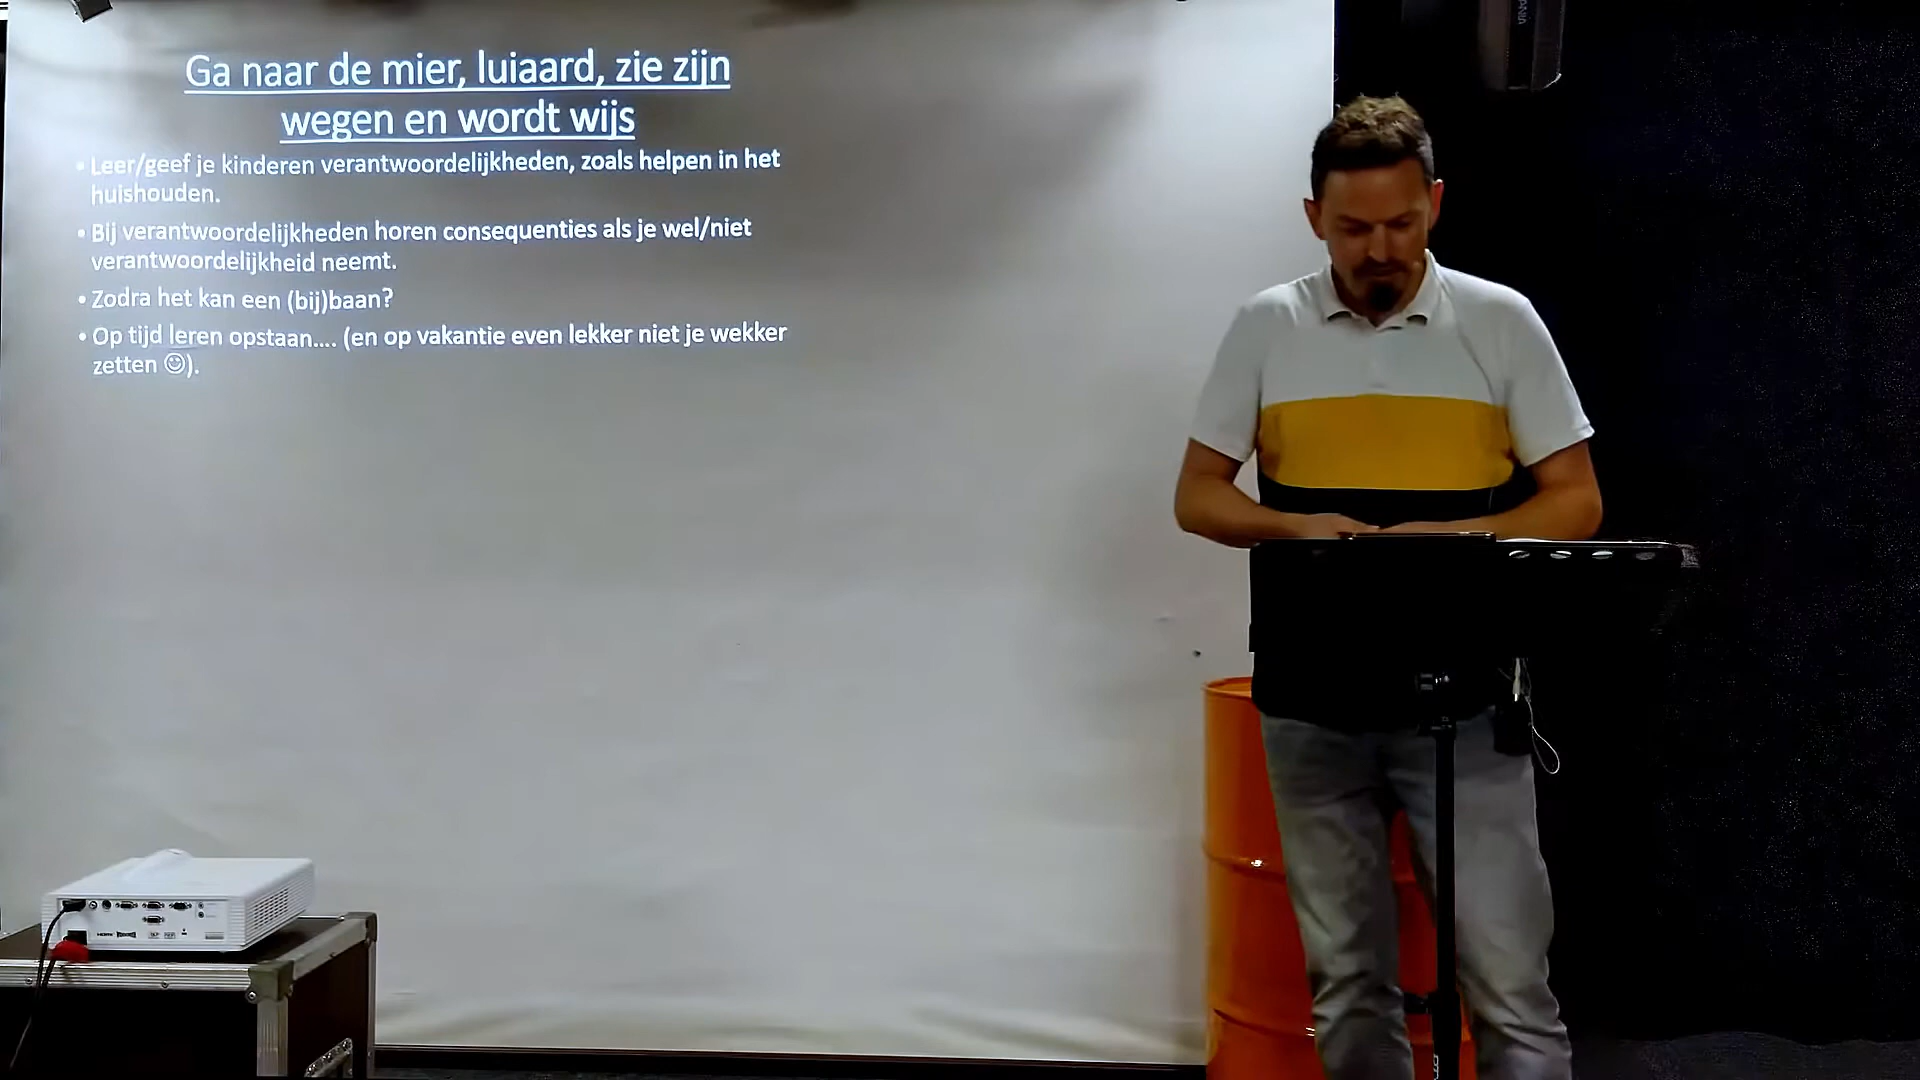 Ga naar de mier, luiaard, zie zijn
wegen en wordt wijs
• Leer/geef je kinderen verantwoordelijkheden, zoals helpen in het
huishouden.
• Bij verantwoordelijkheden horen consequenties als je wel/niet
verantwoordelijkheid neemt.
• Zodra het kan een (bij)baan?
• Op tijd leren opstaan.... (en op vakantie even lekker niet je wekker
zetten ☺).